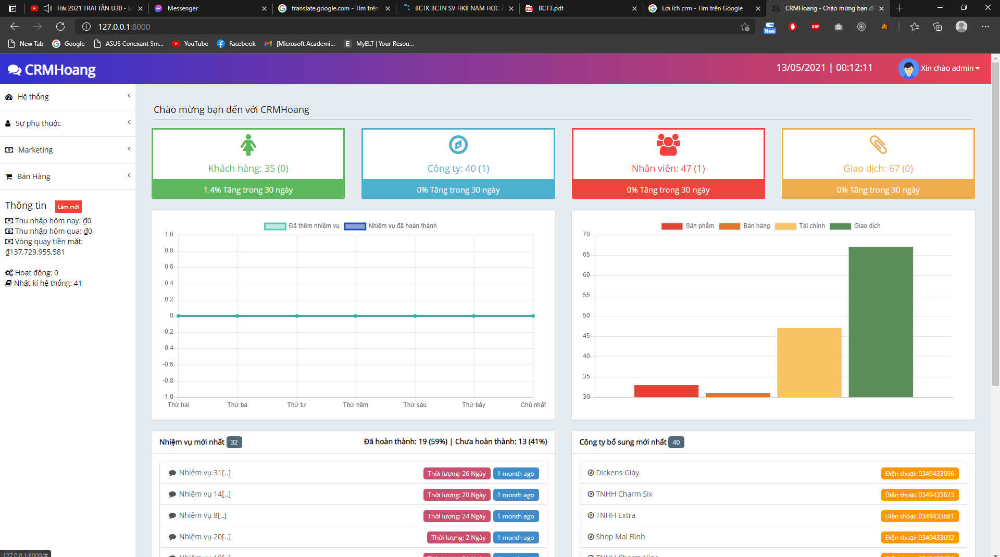 Hài 2021 TRAI TÂN U30 - L
Messenger
translate.google.com - Tìm trên
BCTK BCTN SV HKII NAM HOC 2
BCTT.pdf
Lợi ích crm - Tìm trên Google
CRMHoang - Chào mừng bạn đ
127.0.0.1:8000
New
ABP
New Tab
Google
ASUS Conexant Sm...
YouTube
Facebook
[Microsoft Academi...
MyELT | Your Resou...
CRMHoang
13/05/2021 | 00:12:11
Xin chào admin
Hệ thống
Sự phụ thuộc
Marketing
Bán Hàng
Thông tin
Làm mới
Thu nhập hôm nay: ₫0
Thu nhập hôm qua: ₫0
Vòng quay tiền mặt:
₫137,729,955,581
Hoạt động: 0
Nhật kí hệ thống: 41
Chào mừng bạn đến với CRMHoang
Khách hàng: 35 (0)
1.4% Tăng trong 30 ngày
Công ty: 40 (1)
0% Tăng trong 30 ngày
Nhân viên: 47 (1)
0% Tăng trong 30 ngày
Giao dịch: 67 (0)
0% Tăng trong 30 ngày
Đã thêm nhiệm vụ
Nhiệm vụ đã hoàn thành
1.0
0.8
0.6
0.4
0.2
0
-0.2
-0.4
-0.6
-0.8
-1.0
Thứ hai
Thứ ba
Thứ tư
Thứ năm
Thứ sáu
Thứ bảy
Chủ nhật
Sản phẩm
Bán hàng
Tài chính
Giao dịch
70
65
60
55
50
45
40
35
30
Nhiệm vụ mới nhất 32
Đã hoàn thành: 19 (59%) | Chưa hoàn thành: 13 (41%)
Nhiệm vụ 31[..]
Thời lượng: 26 Ngày
1 month ago
Nhiệm vụ 14[..]
Thời lượng: 20 Ngày
1 month ago
Nhiệm vụ 8[..]
Thời lượng: 24 Ngày
1 month ago
Nhiệm vụ 20[..]
Thời lượng: 2 Ngày
1 month ago
Công ty bổ sung mới nhất 40
Dickens Giày
Điện thoại: 0349433696
TNHH Charm Six
Điện thoại: 0349433623
TNHH Extra
Điện thoại: 0349433681
Shop Mai Bình
Điện thoại: 0349433692
127.0.0.1:8000/#